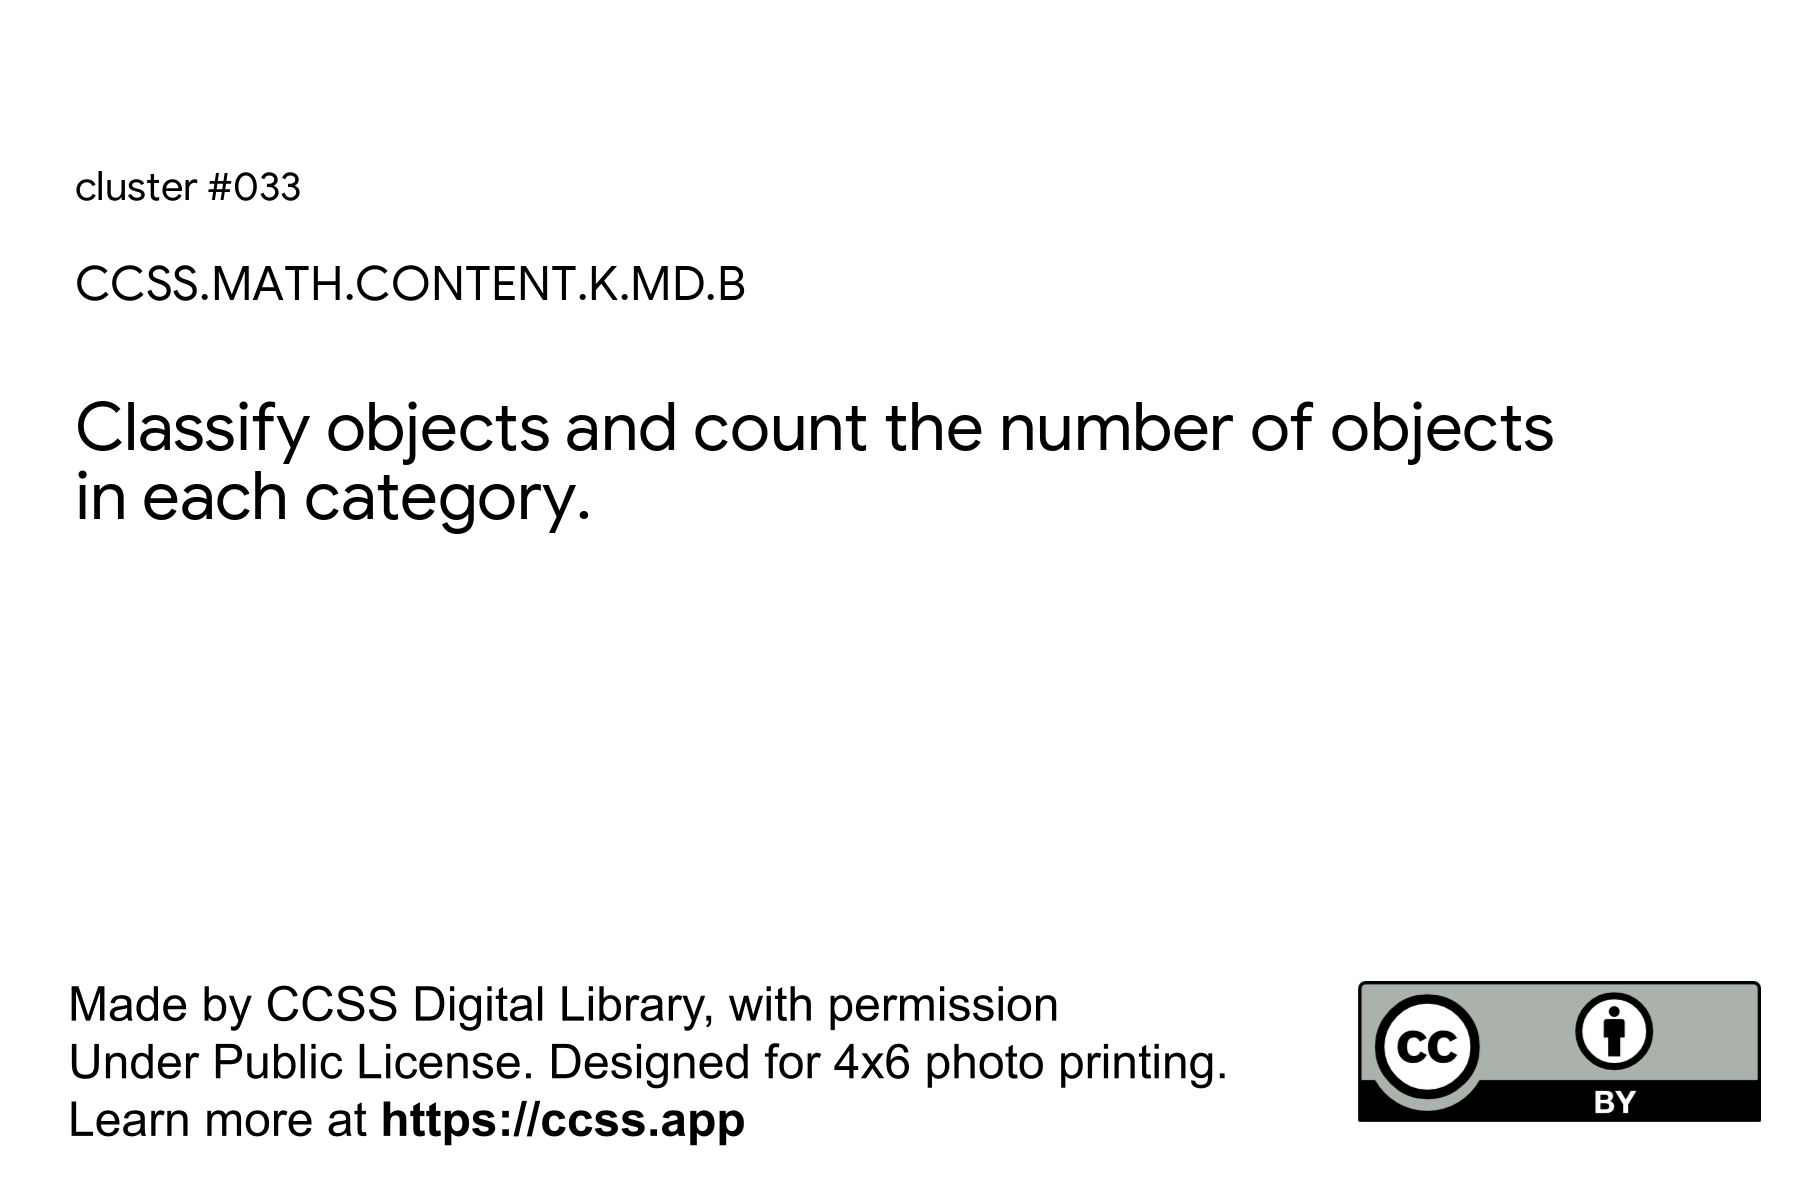 cluster #033
CCSS.MATH.CONTENT.K.MD.B
Classify objects and count the number of objects
in each category.
Made by CCSS Digital Library, with permission
Under Public License. Designed for 4x6 photo printing.
Learn more at https://ccss.app
CC
BY